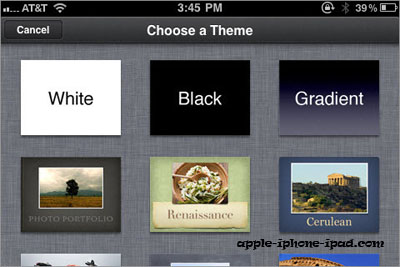 AT&T 3:45 PM 39%
Cancel Choose a Theme
White Black Gradient
PHOTO PORTFOLIO Renaissance Cerulean
apple-iphone-ipad.com